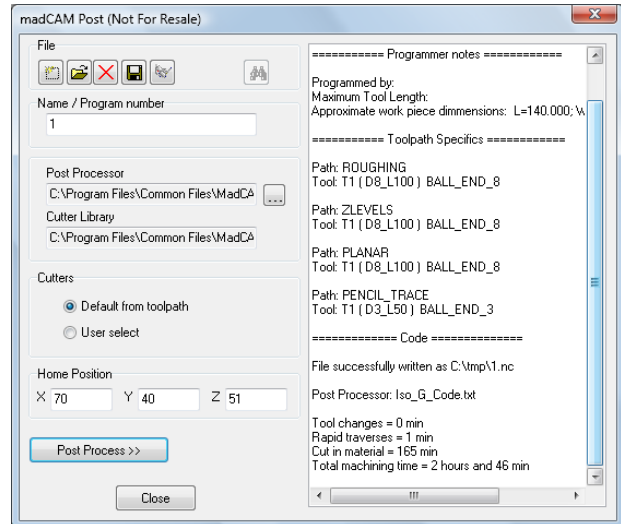 madCAM Post (Not For Resale)
File
Name / Program number
1
Post Processor
C:\Program Files\Common Files\MadCA
...
Cutter Library
C:\Program Files\Common Files\MadCA
Cutters
Default from toolpath
User select
Home Position
X 70 Y 40 Z 51
Post Process >>
Close
=========== Programmer notes ============
Programmed by:
Maximum Tool Length:
Approximate work piece dimmensions: L=140.000; W
=========== Toolpath Specifics ============
Path: ROUGHING
Tool: T1 ( D8_L100 ) BALL_END_8
Path: ZLEVELS
Tool: T1 ( D8_L100 ) BALL_END_8
Path: PLANAR
Tool: T1 ( D8_L100 ) BALL_END_8
Path: PENCIL_TRACE
Tool: T1 ( D3_L50 ) BALL_END_3
============= Code ==============
File successfully written as C:\tmp\1.nc
Post Processor: Iso_G_Code.txt
Tool changes = 0 min
Rapid traverses = 1 min
Cut in material = 165 min
Total machining time = 2 hours and 46 min